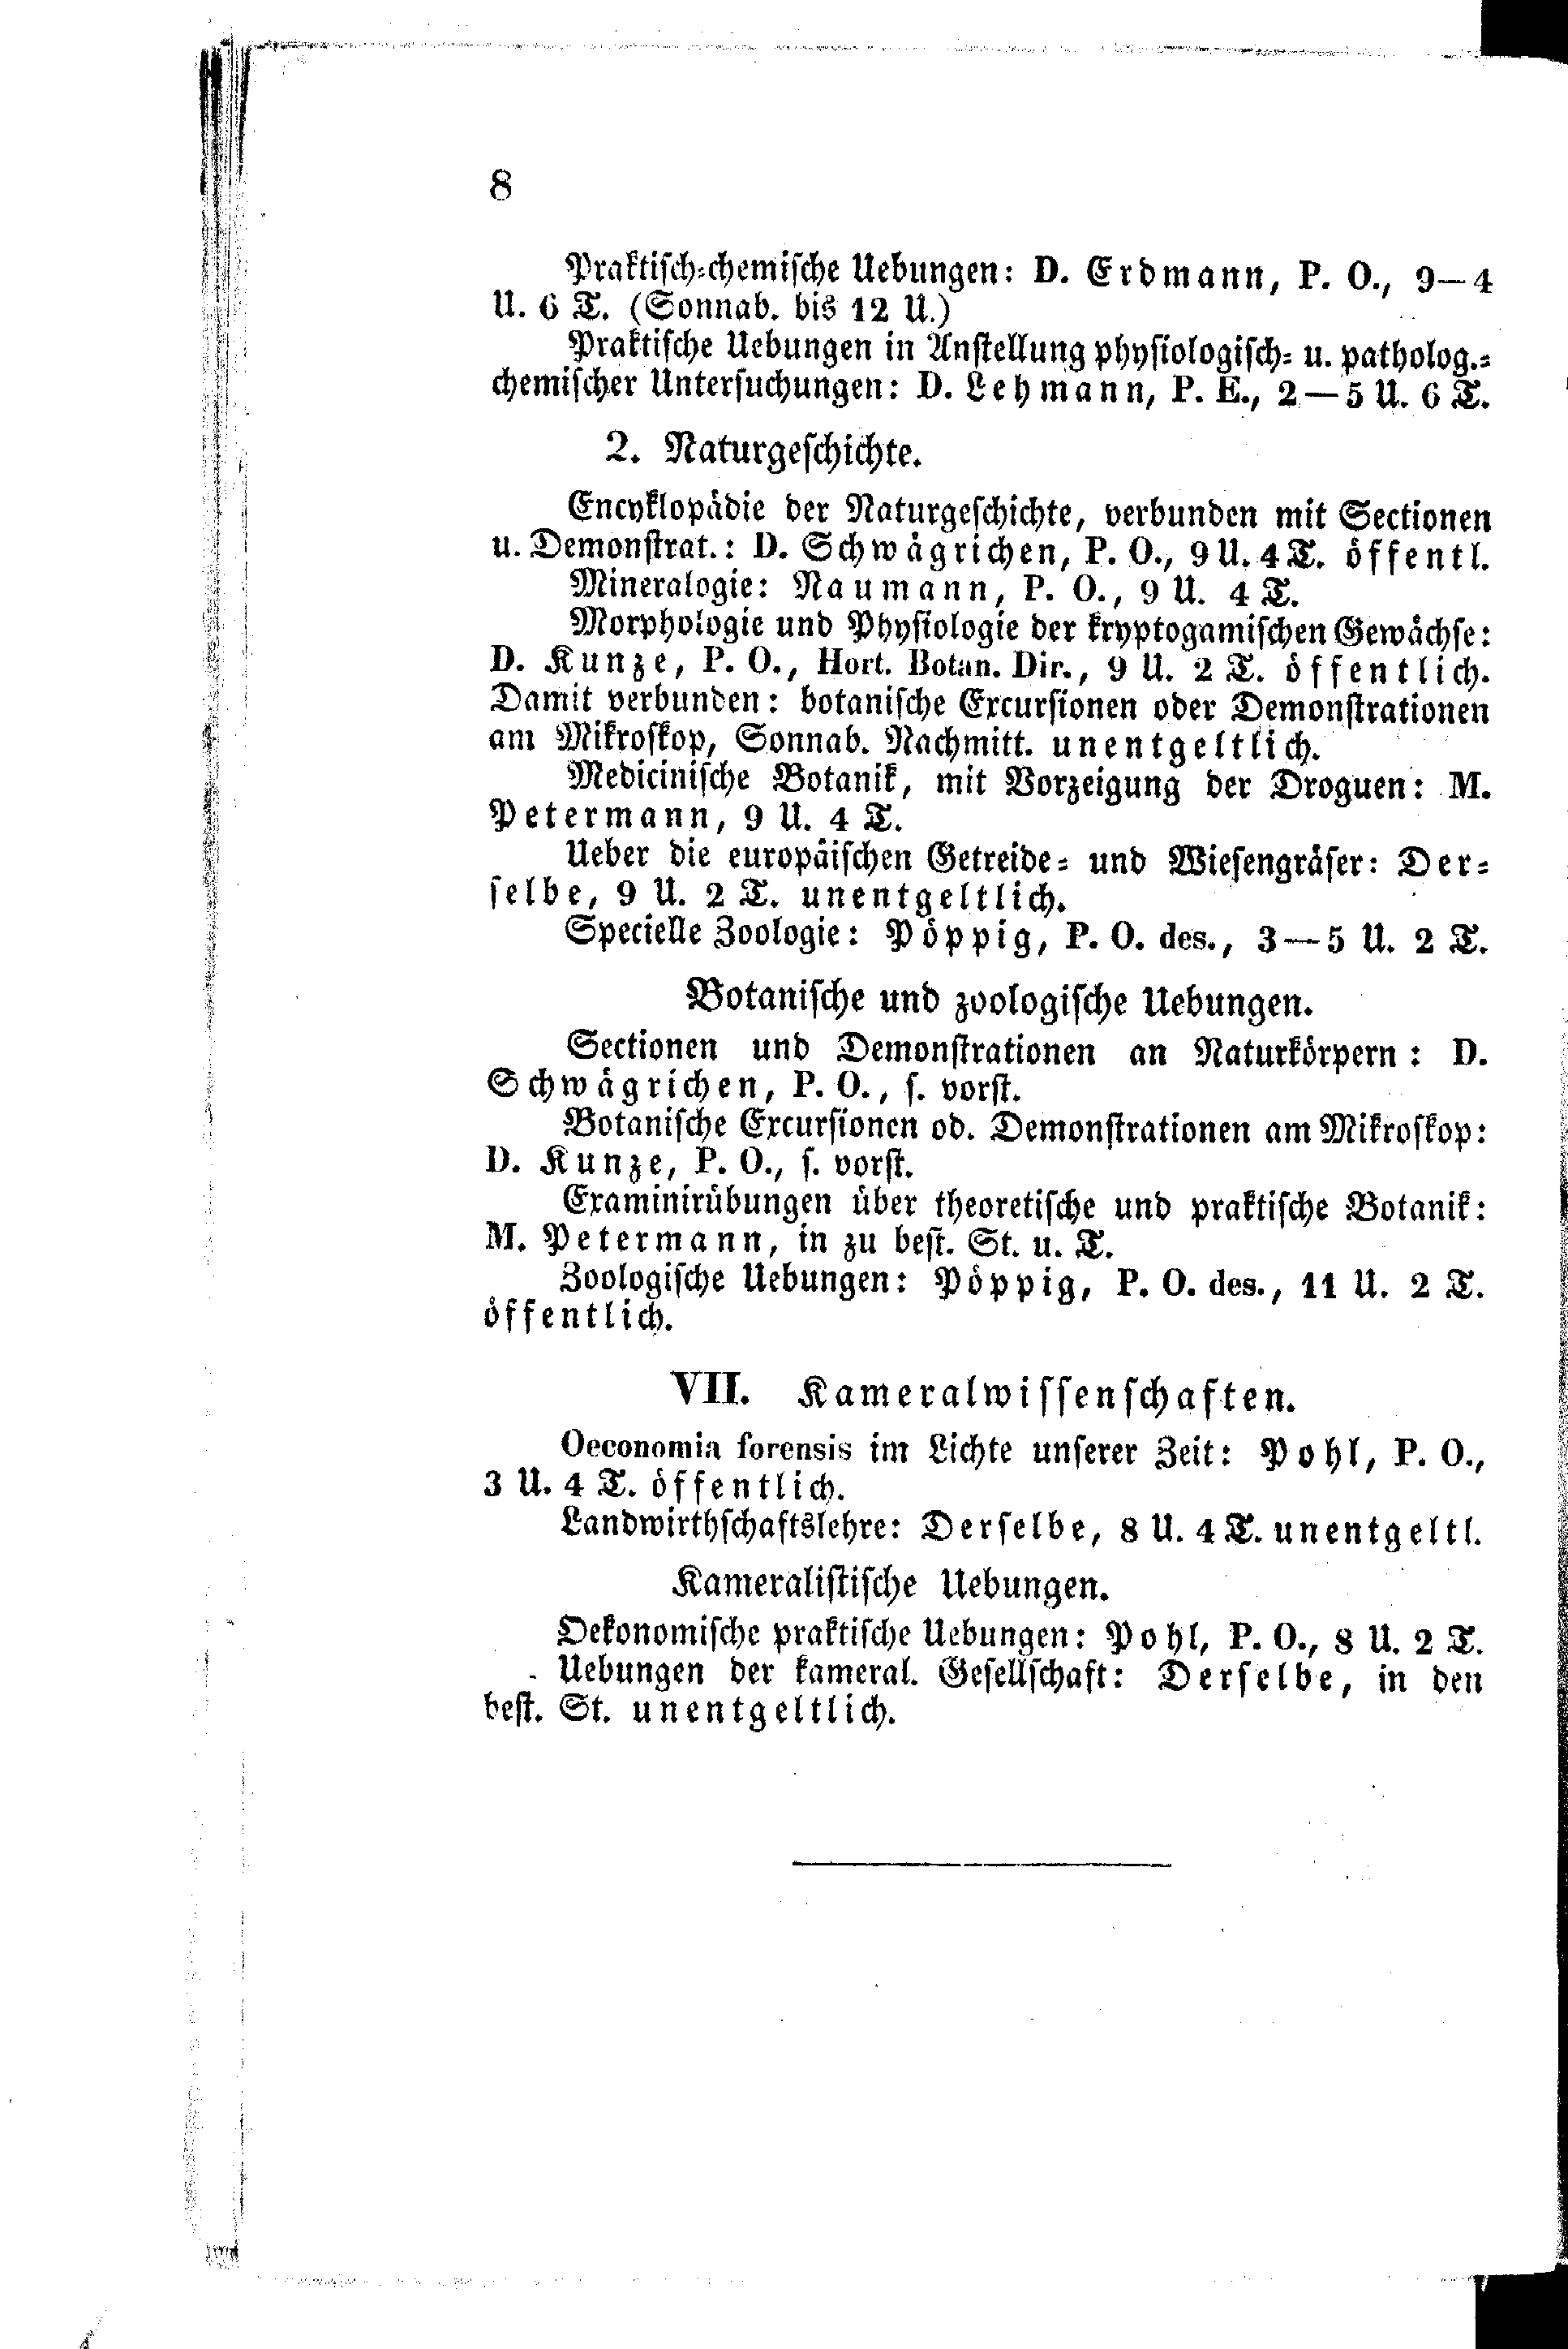 8
Praktisch-chemische Uebungen: D. Erdmann, P. O., 9—4
U. 6 T. (Sonnab. bis 12 U.)
Praktische Uebungen in Anstellung physiologisch- u. patholog.-
chemischer Untersuchungen: D. Lehmann, P. E., 2—5 U. 6 T.
2. Naturgeschichte.
Encyklopädie der Naturgeschichte, verbunden mit Sectionen
u. Demonstrat.: D. Schwägrichen, P. O., 9 U. 4 T. öffentl.
Mineralogie: Naumann, P. O., 9 U. 4 T.
Morphologie und Physiologie der kryptogamischen Gewächse:
D. Kunze, P. O., Hort. Botan. Dir., 9 U. 2 T. öffentlich.
Damit verbunden: botanische Excursionen oder Demonstrationen
am Mikroskop, Sonnab. Nachmitt. unentgeltlich.
Medicinische Botanik, mit Vorzeigung der Droguen: M.
Petermann, 9 U. 4 T.
Ueber die europäischen Getreide- und Wiesengräser: Der-
selbe, 9 U. 2 T. unentgeltlich.
Specielle Zoologie: Pöppig, P. O. des., 3—5 U. 2 T.
Botanische und zoologische Uebungen.
Sectionen und Demonstrationen an Naturkörpern: D.
Schwägrichen, P. O., s. vorst.
Botanische Excursionen od. Demonstrationen am Mikroskop:
D. Kunze, P. O., s. vorst.
Examinirübungen über theoretische und praktische Botanik:
M. Petermann, in zu best. St. u. T.
Zoologische Uebungen: Pöppig, P. O. des., 11 U. 2 T.
öffentlich.
VII. Kameralwissenschaften.
Oeconomia forensis im Lichte unserer Zeit: Pohl, P. O.,
3 U. 4 T. öffentlich.
Landwirthschaftslehre: Derselbe, 8 U. 4 T. unentgeltl.
Kameralistische Uebungen.
Oekonomische praktische Uebungen: Pohl, P. O., 8 U. 2 T.
Uebungen der kameral. Gesellschaft: Derselbe, in den
best. St. unentgeltlich.